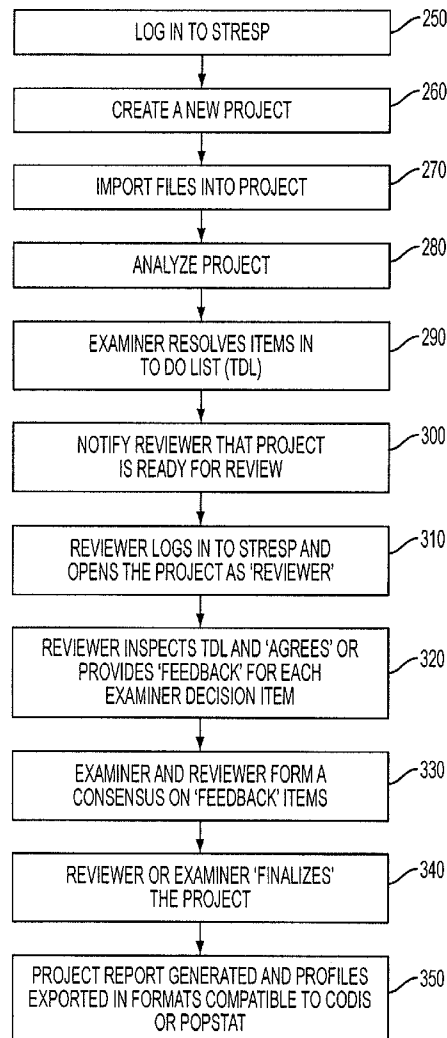 LOG IN TO STRESP
250
CREATE A NEW PROJECT
260
IMPORT FILES INTO PROJECT
270
ANALYZE PROJECT
280
EXAMINER RESOLVES ITEMS IN
TO DO LIST (TDL)
290
NOTIFY REVIEWER THAT PROJECT
IS READY FOR REVIEW
300
REVIEWER LOGS IN TO STRESP AND
OPENS THE PROJECT AS 'REVIEWER'
310
REVIEWER INSPECTS TDL AND 'AGREES' OR
PROVIDES 'FEEDBACK' FOR EACH
EXAMINER DECISION ITEM
320
EXAMINER AND REVIEWER FORM A
CONSENSUS ON 'FEEDBACK' ITEMS
330
REVIEWER OR EXAMINER 'FINALIZES'
THE PROJECT
340
PROJECT REPORT GENERATED AND PROFILES
EXPORTED IN FORMATS COMPATIBLE TO CODIS
OR POPSTAT
350